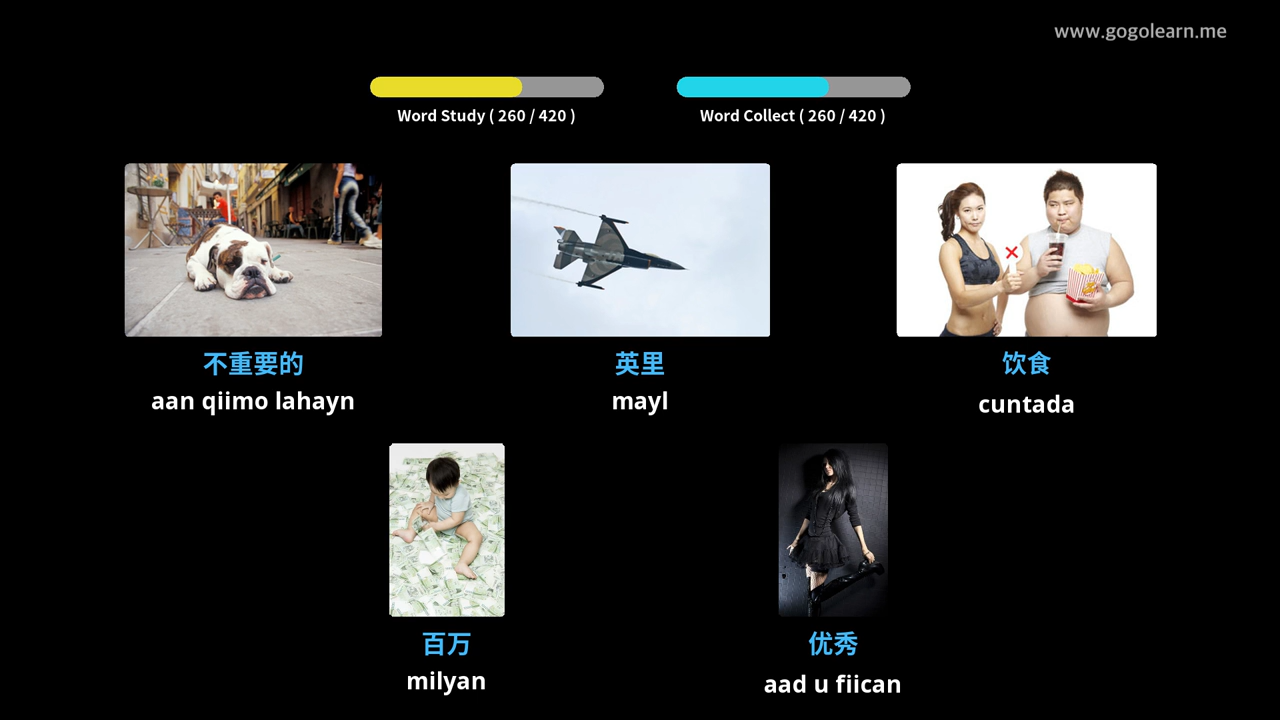 www.gogolearn.me
Word Study ( 260 / 420 )
Word Collect ( 260 / 420 )
不重要的
aan qiimo lahayn
英里
mayl
饮食
cuntada
百万
milyan
优秀
aad u fiican